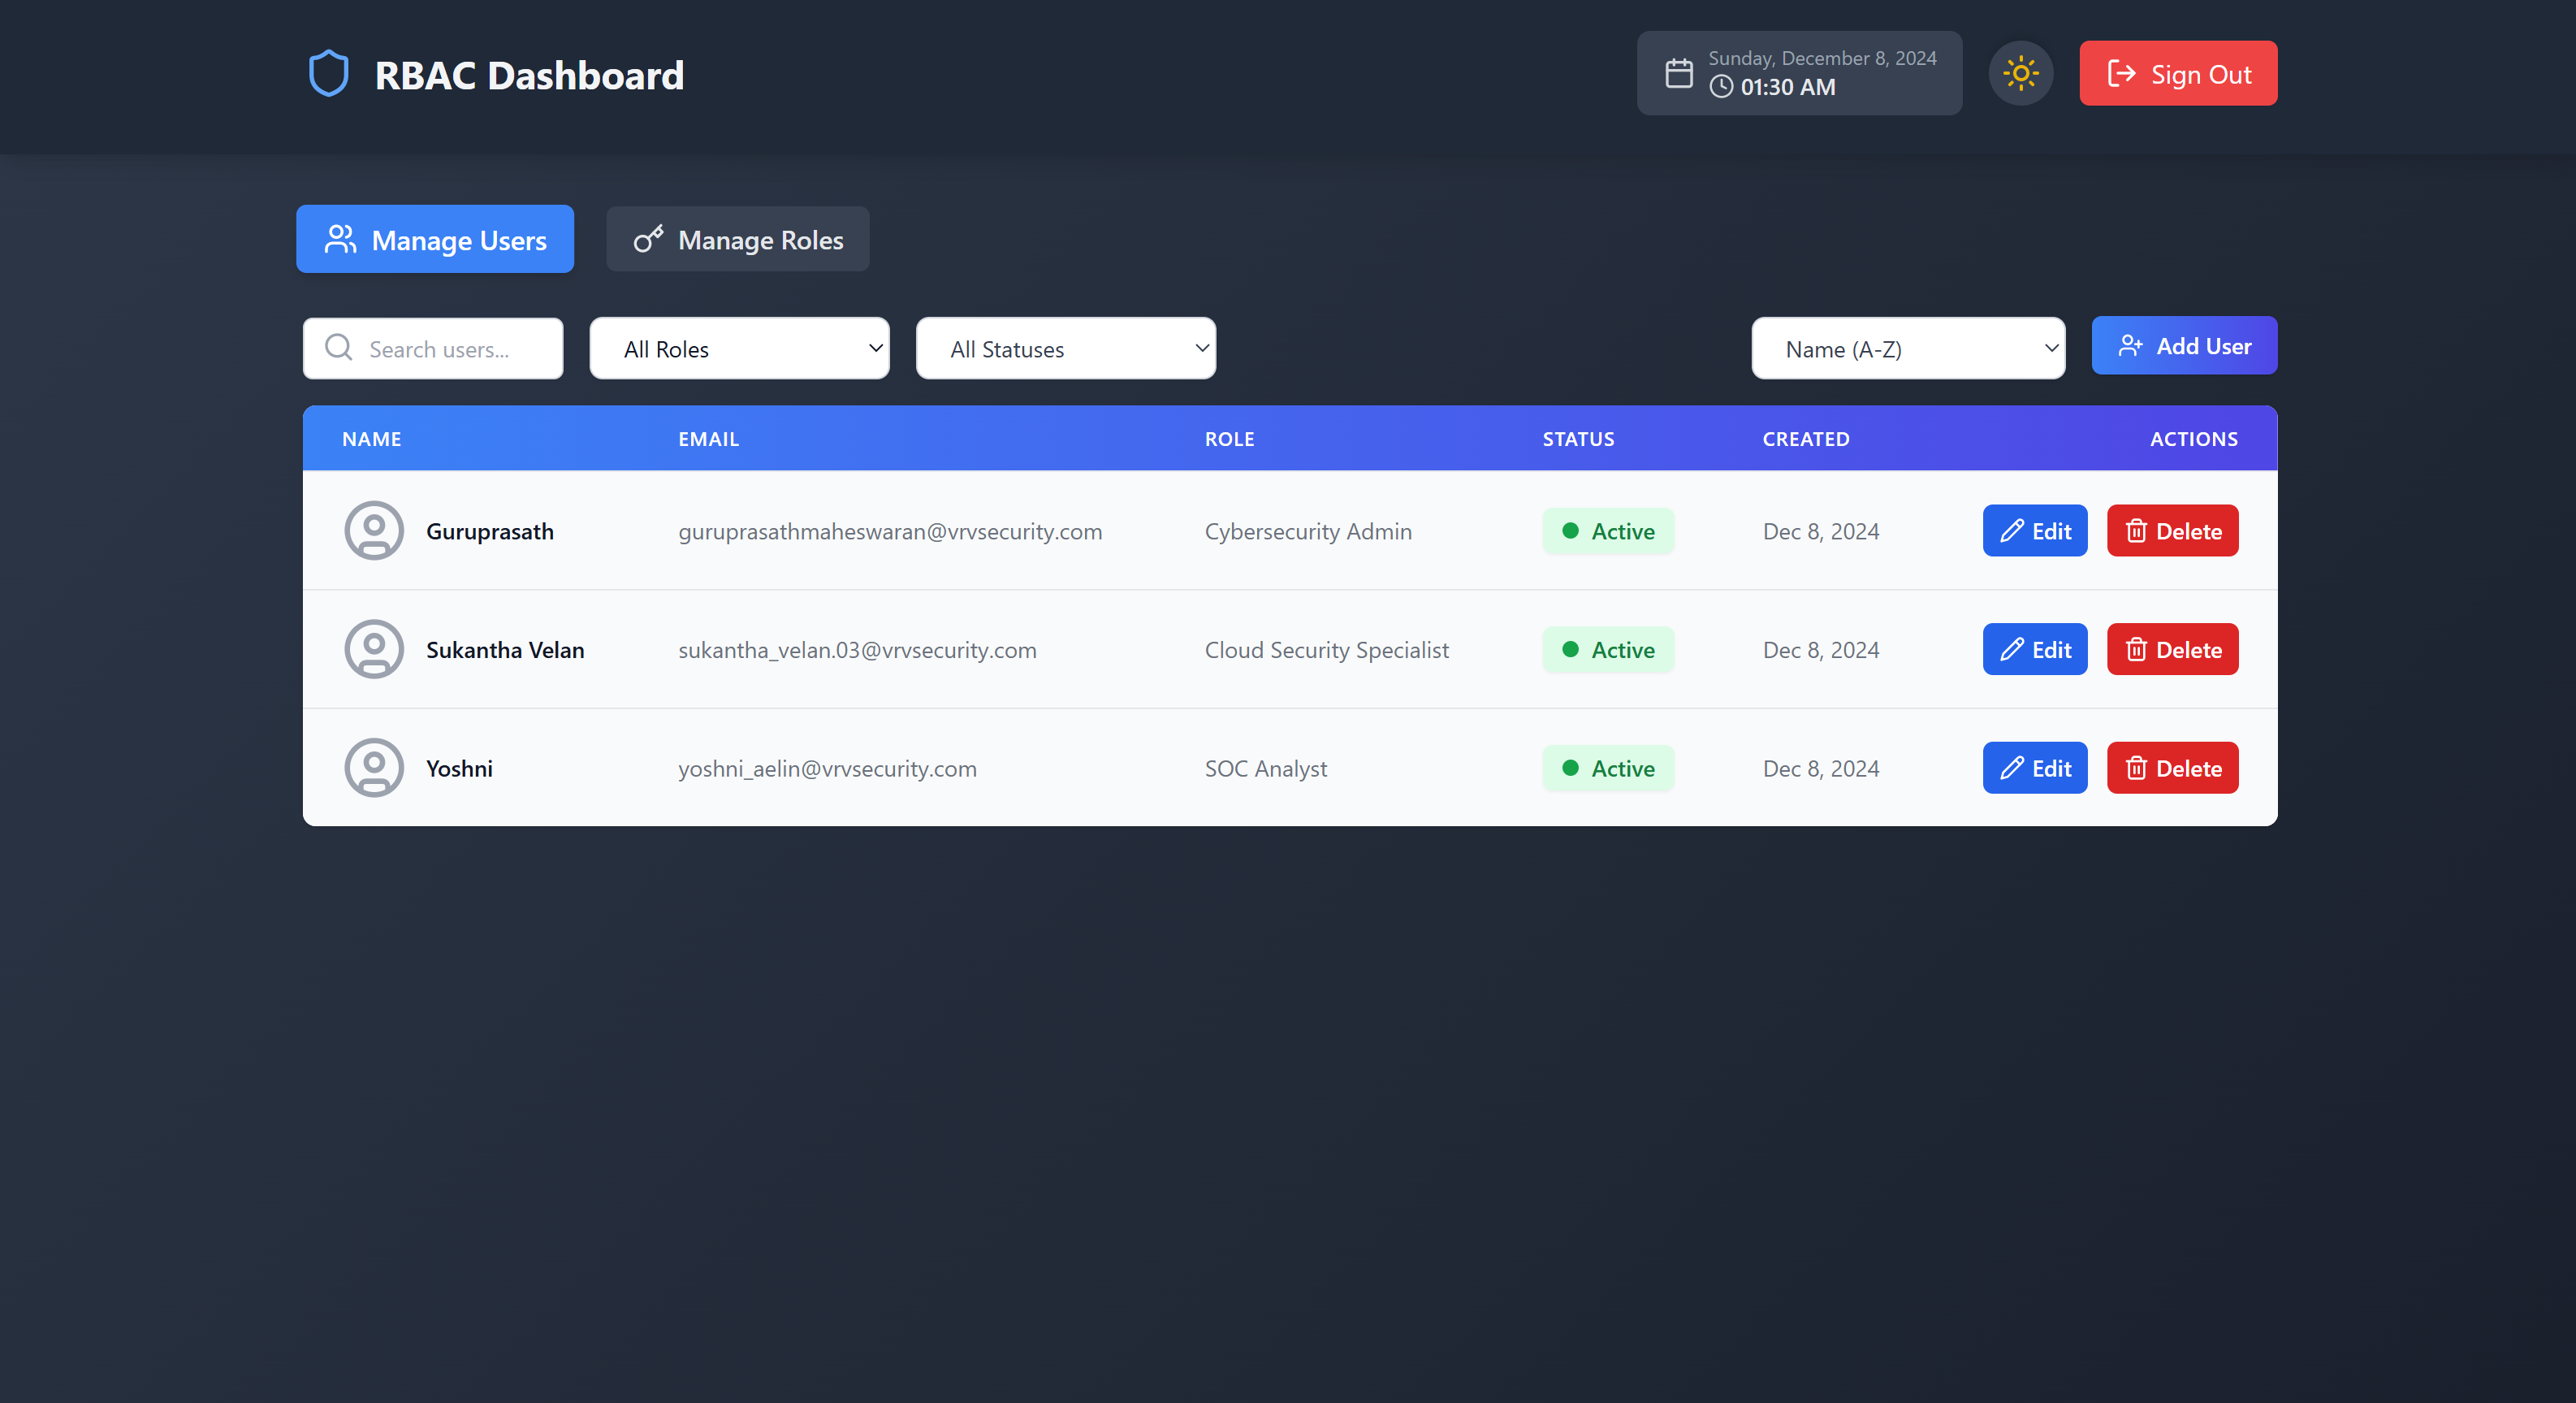 RBAC Dashboard
Sunday, December 8, 2024
01:30 AM
Sign Out
Manage Users
Manage Roles
Search users...
All Roles
All Statuses
Name (A-Z)
Add User
NAME EMAIL ROLE STATUS CREATED ACTIONS
Guruprasath guruprasathmaheswaran@vrvsecurity.com Cybersecurity Admin Active Dec 8, 2024 Edit Delete
Sukantha Velan sukantha_velan.03@vrvsecurity.com Cloud Security Specialist Active Dec 8, 2024 Edit Delete
Yoshni yoshni_aelin@vrvsecurity.com SOC Analyst Active Dec 8, 2024 Edit Delete